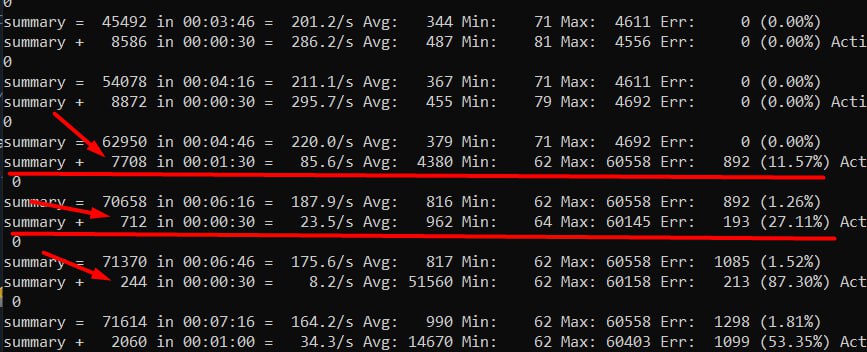 0
summary = 45492 in 00:03:46 = 201.2/s Avg: 344 Min: 71 Max: 4611 Err: 0 (0.00%)
summary + 8586 in 00:00:30 = 286.2/s Avg: 487 Min: 81 Max: 4556 Err: 0 (0.00%) Acti
0
summary = 54078 in 00:04:16 = 211.1/s Avg: 367 Min: 71 Max: 4611 Err: 0 (0.00%)
summary + 8872 in 00:00:30 = 295.7/s Avg: 455 Min: 79 Max: 4692 Err: 0 (0.00%) Acti
0
summary = 62950 in 00:04:46 = 220.0/s Avg: 379 Min: 71 Max: 4692 Err: 0 (0.00%)
summary + 7708 in 00:01:30 = 85.6/s Avg: 4380 Min: 62 Max: 60558 Err: 892 (11.57%) Act
0
summary = 70658 in 00:06:16 = 187.9/s Avg: 816 Min: 62 Max: 60558 Err: 892 (1.26%)
summary + 712 in 00:00:30 = 23.5/s Avg: 962 Min: 64 Max: 60145 Err: 193 (27.11%) Act
0
summary = 71370 in 00:06:46 = 175.6/s Avg: 817 Min: 62 Max: 60558 Err: 1085 (1.52%)
summary + 244 in 00:00:30 = 8.2/s Avg: 51560 Min: 62 Max: 60158 Err: 213 (87.30%) Act
0
summary = 71614 in 00:07:16 = 164.2/s Avg: 990 Min: 62 Max: 60558 Err: 1298 (1.81%)
summary + 2060 in 00:01:00 = 34.3/s Avg: 14670 Min: 62 Max: 60403 Err: 1099 (53.35%) Act